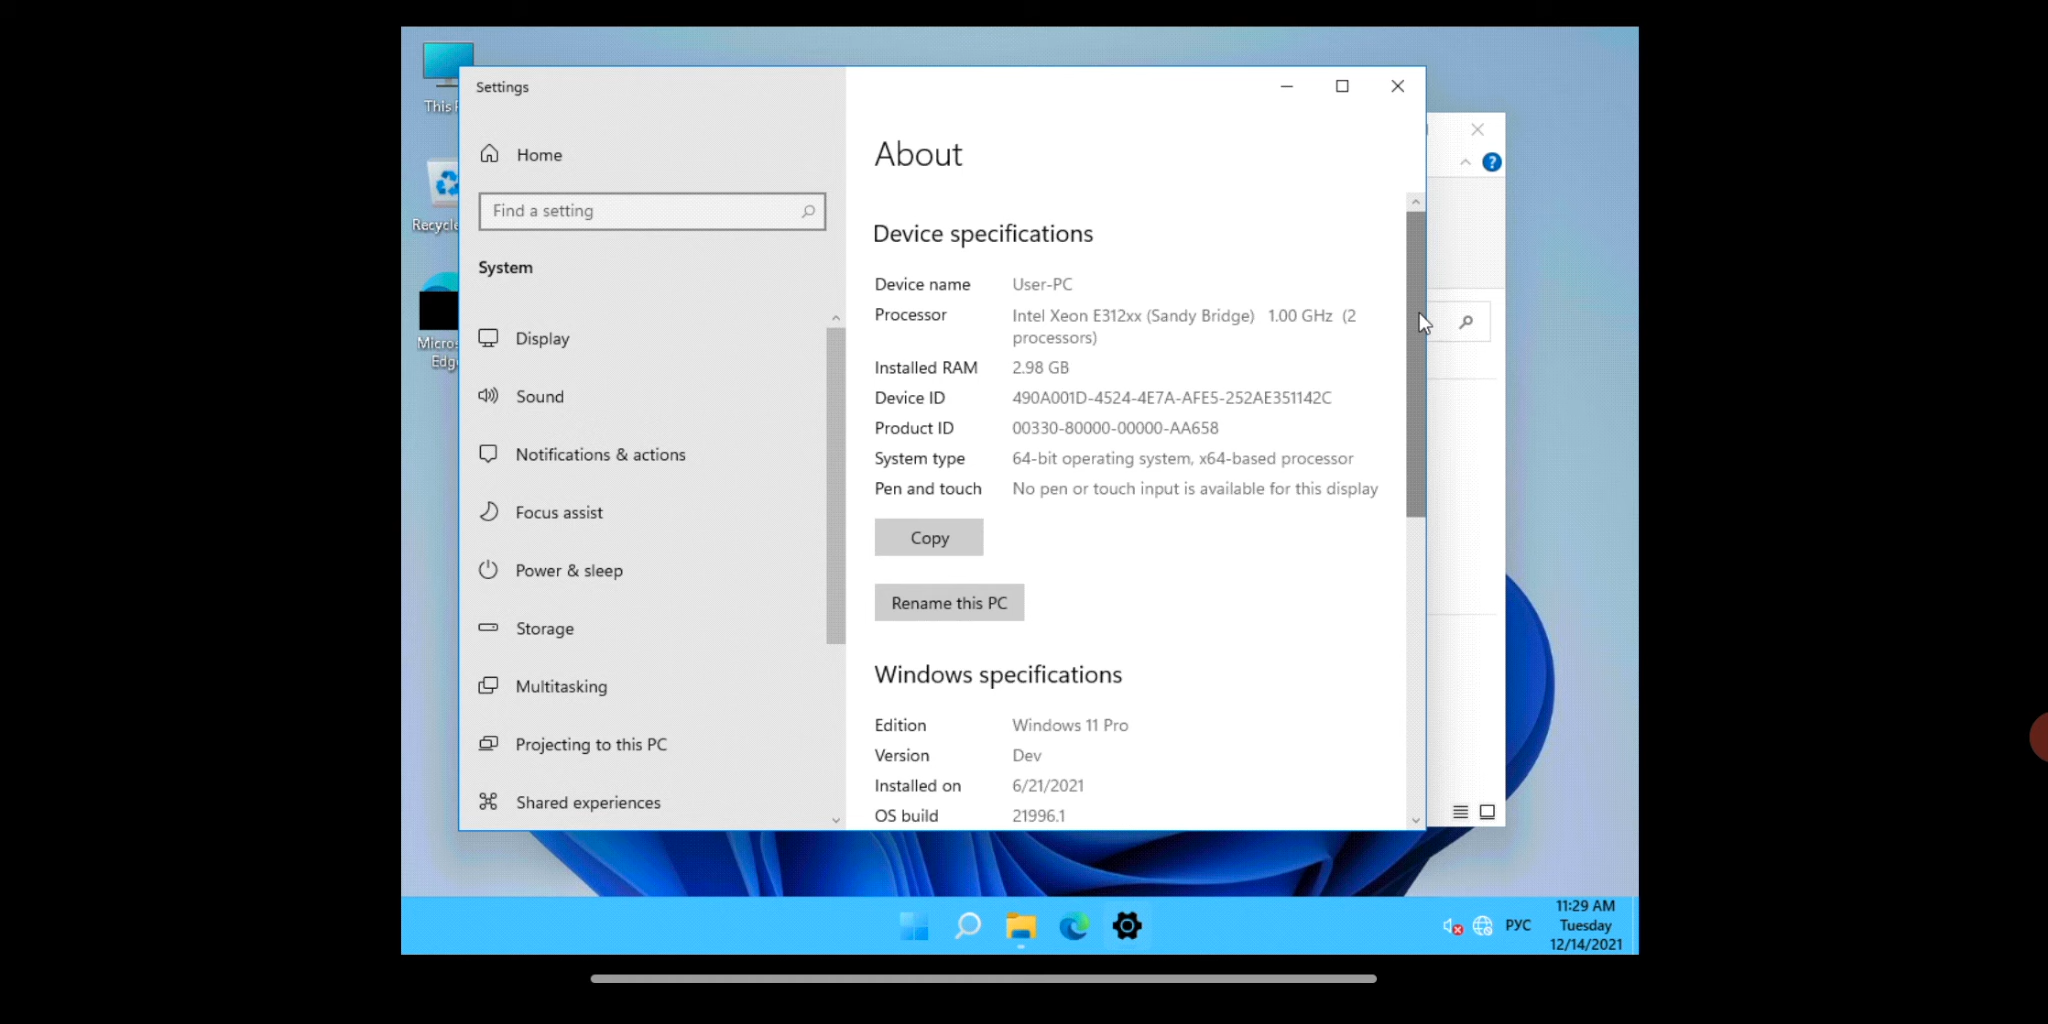 This
Recycle
Micros
Edg
Settings
Home
Find a setting
System
Display
Sound
Notifications & actions
Focus assist
Power & sleep
Storage
Multitasking
Projecting to this PC
Shared experiences
About
Device specifications
Device name User-PC
Processor Intel Xeon E312xx (Sandy Bridge) 1.00 GHz (2
processors)
Installed RAM 2.98 GB
Device ID 490A001D-4524-4E7A-AFE5-252AE351142C
Product ID 00330-80000-00000-AA658
System type 64-bit operating system, x64-based processor
Pen and touch No pen or touch input is available for this display
Copy
Rename this PC
Windows specifications
Edition Windows 11 Pro
Version Dev
Installed on 6/21/2021
OS build 21996.1
?
РУС
11:29 AM
Tuesday
12/14/2021